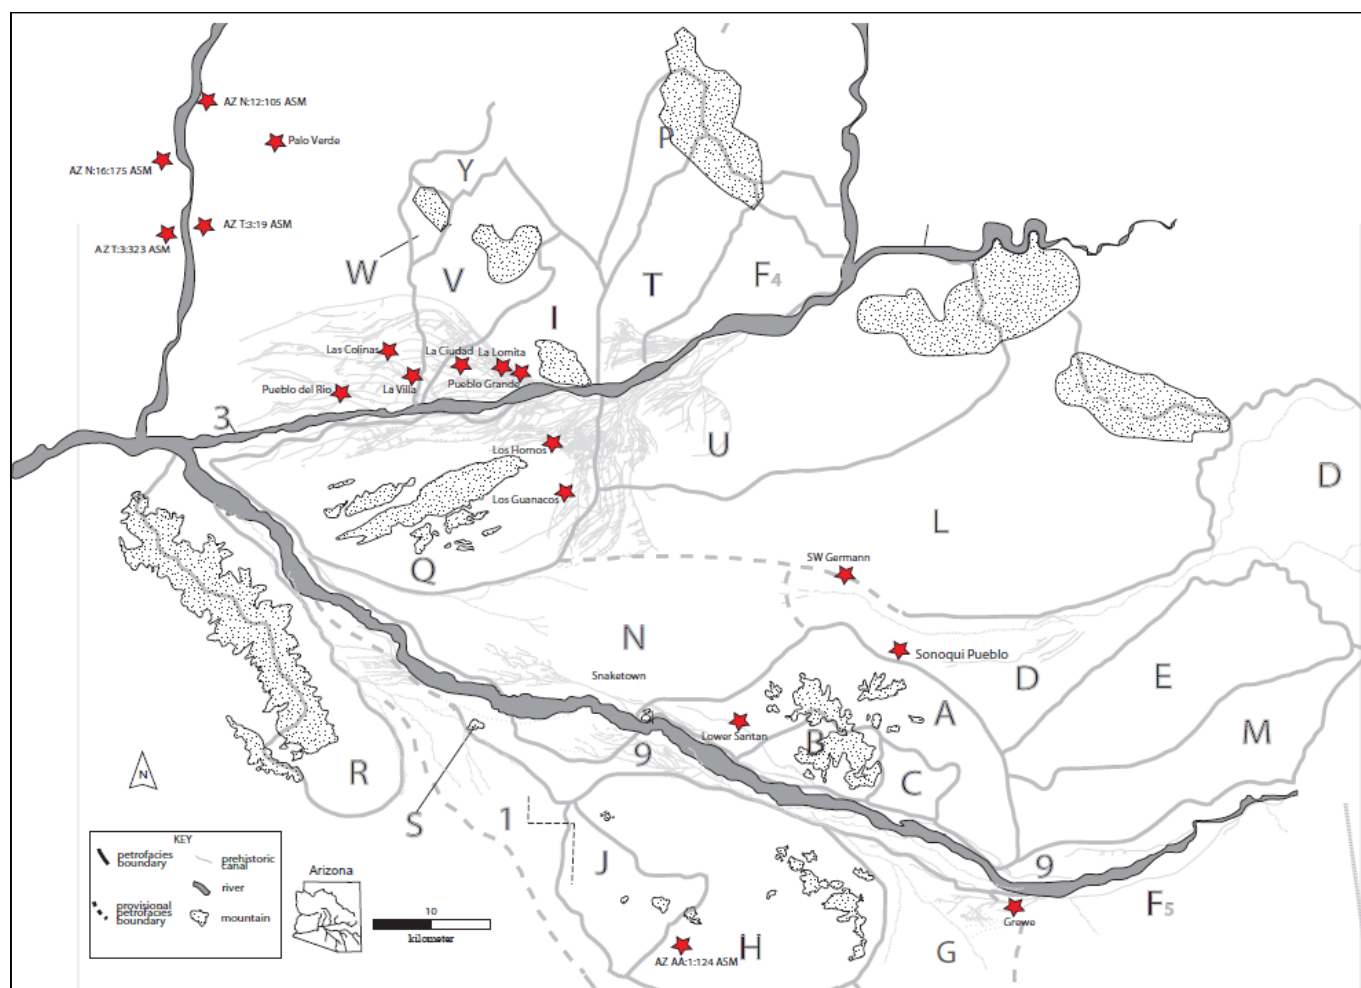 AZ N:12:105 ASM
Palo Verde
AZ N:16:175 ASM
AZ T:3:19 ASM
AZ T:3:323 ASM
P
Y
W
V
T
F4
I
Las Colinas
La Ciudad
La Lomita
Pueblo del Rio
La Villa
Pueblo Grande
3
Los Hornos
U
D
Los Guanacos
L
Q
SW Germann
N
Sonoqui Pueblo
Snaketown
D
E
A
Lower Santan
B
M
9
R
C
S
1
N
J
9
F5
Grewe
H
G
AZ AA:1:124 ASM
KEY
petrofacies
boundary
prehistoric
canal
river
provisional
petrofacies
boundary
mountain
Arizona
10
kilometer